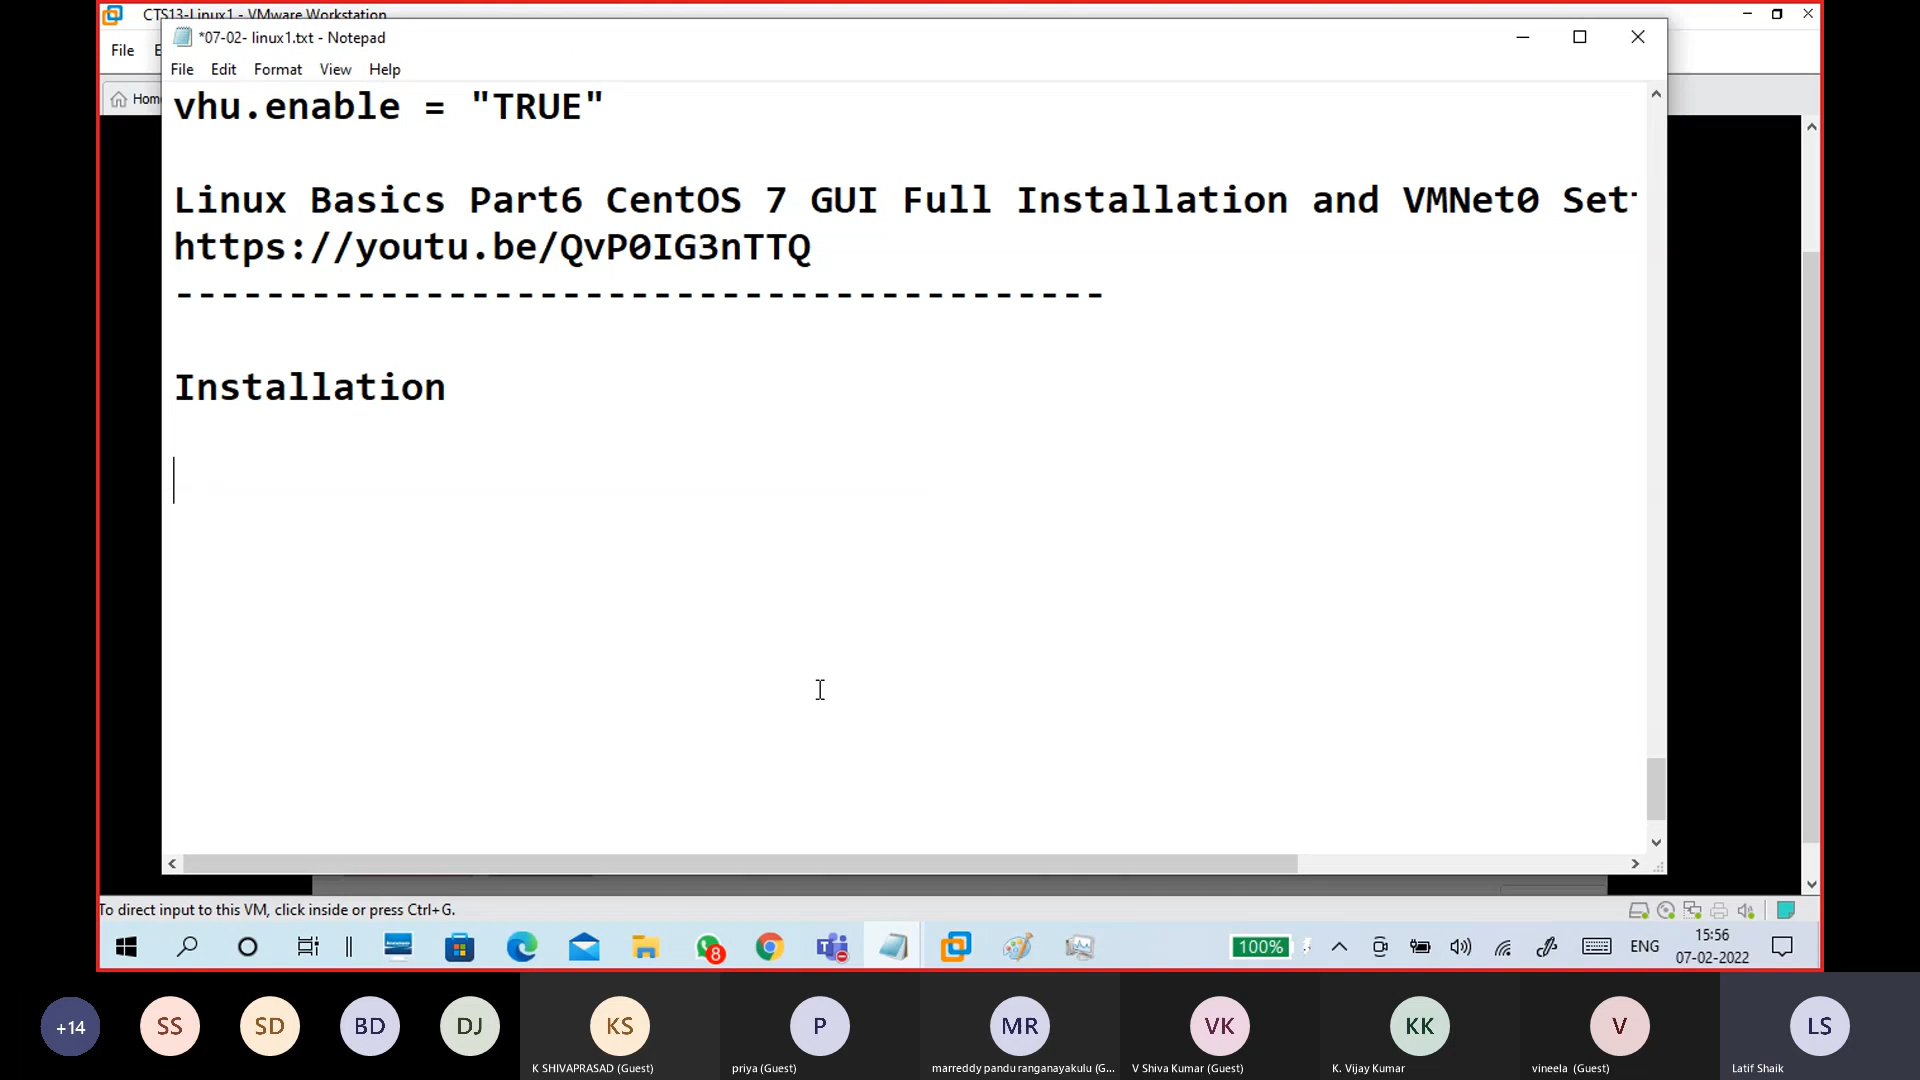 CTS13-Linux1 - VMware Workstation
*07-02- linux1.txt - Notepad
File
File Edit Format View Help
vhu.enable = "TRUE"
Linux Basics Part6 CentOS 7 GUI Full Installation and VMNet0 Set
https://youtu.be/QvP0IG3nTTQ
-----------------------------------------
Installation
To direct input to this VM, click inside or press Ctrl+G.
8
100%
ENG
15:56
07-02-2022
+14
SS
SD
BD
DJ
KS
P
MR
VK
KK
V
LS
K SHIVAPRASAD (Guest)
priya (Guest)
marreddy pandu ranganayakulu (G...
V Shiva Kumar (Guest)
K. Vijay Kumar
vineela (Guest)
Latif Shaik